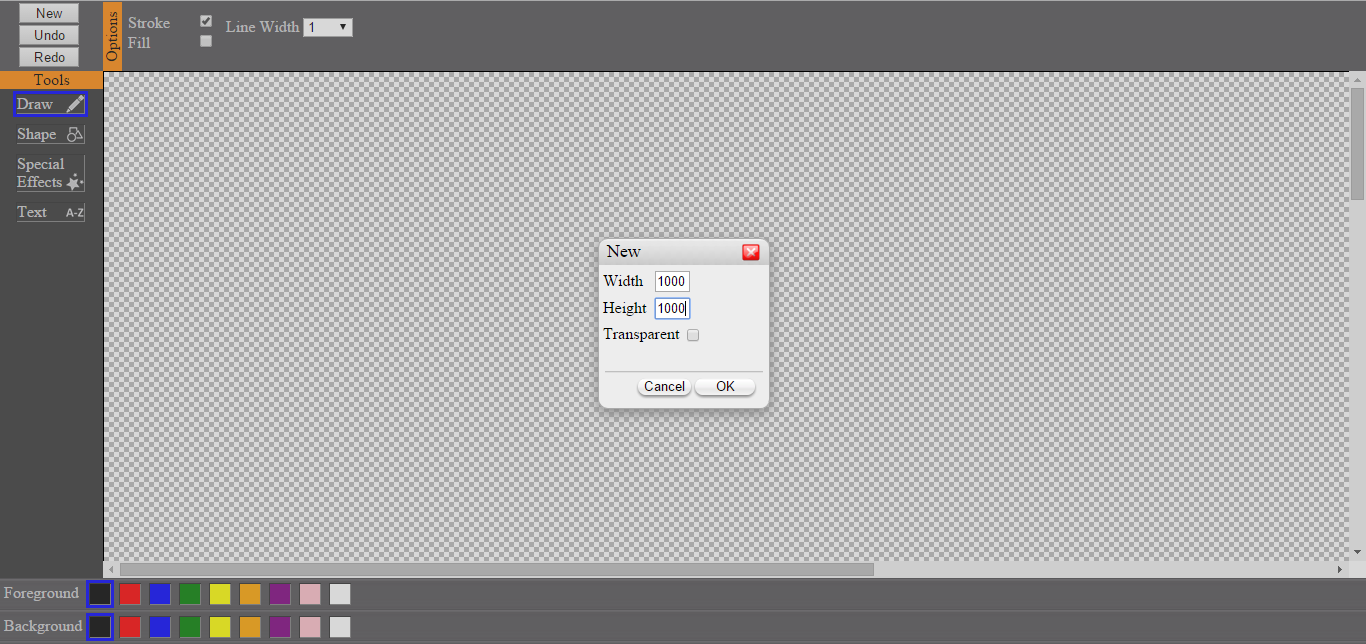 New
Undo
Redo
Options
Stroke
Fill
Line Width 1
Tools
Draw
Shape
Special
Effects
Text A-Z
New
Width 1000
Height 1000
Transparent
Cancel OK
Foreground
Background